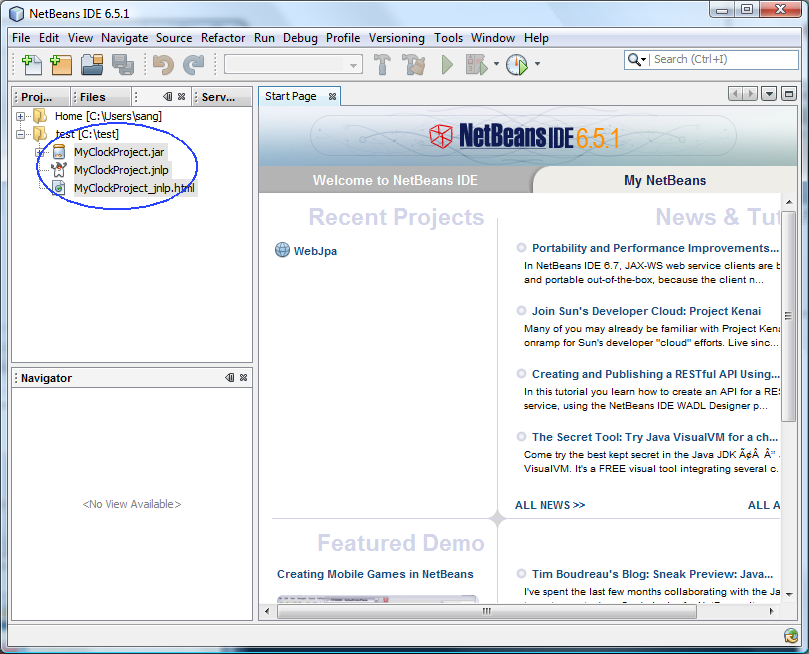 NetBeans IDE 6.5.1
File Edit View Navigate Source Refactor Run Debug Profile Versioning Tools Window Help
Search (Ctrl+I)
Proj... Files Serv...
Start Page
Home [C:\Users\sang]
test [C:\test]
MyClockProject.jar
MyClockProject.jnlp
MyClockProject_jnlp.html
Navigator
<No View Available>
NetBeans IDE 6.5.1
Welcome to NetBeans IDE
My NetBeans
Recent Projects
WebJpa
News & Tut
Portability and Performance Improvements...
In NetBeans IDE 6.7, JAX-WS web service clients are b
and portable out-of-the-box, because the client n...
Join Sun's Developer Cloud: Project Kenai
Many of you may already be familiar with Project Kena
onramp for Sun's developer "cloud" efforts. Live sinc...
Creating and Publishing a RESTful API Using...
In this tutorial you learn how to create an API for a RES
service, using the NetBeans IDE WADL Designer p...
The Secret Tool: Try Java VisualVM for a ch...
Come try the best kept secret in the Java JDK Ã¢Â Â”
VisualVM. It's a FREE visual tool integrating several c.
ALL NEWS >>
ALL A
Featured Demo
Creating Mobile Games in NetBeans
Tim Boudreau's Blog: Sneak Preview: Java...
I've spent the last few months collaborating with the Ja